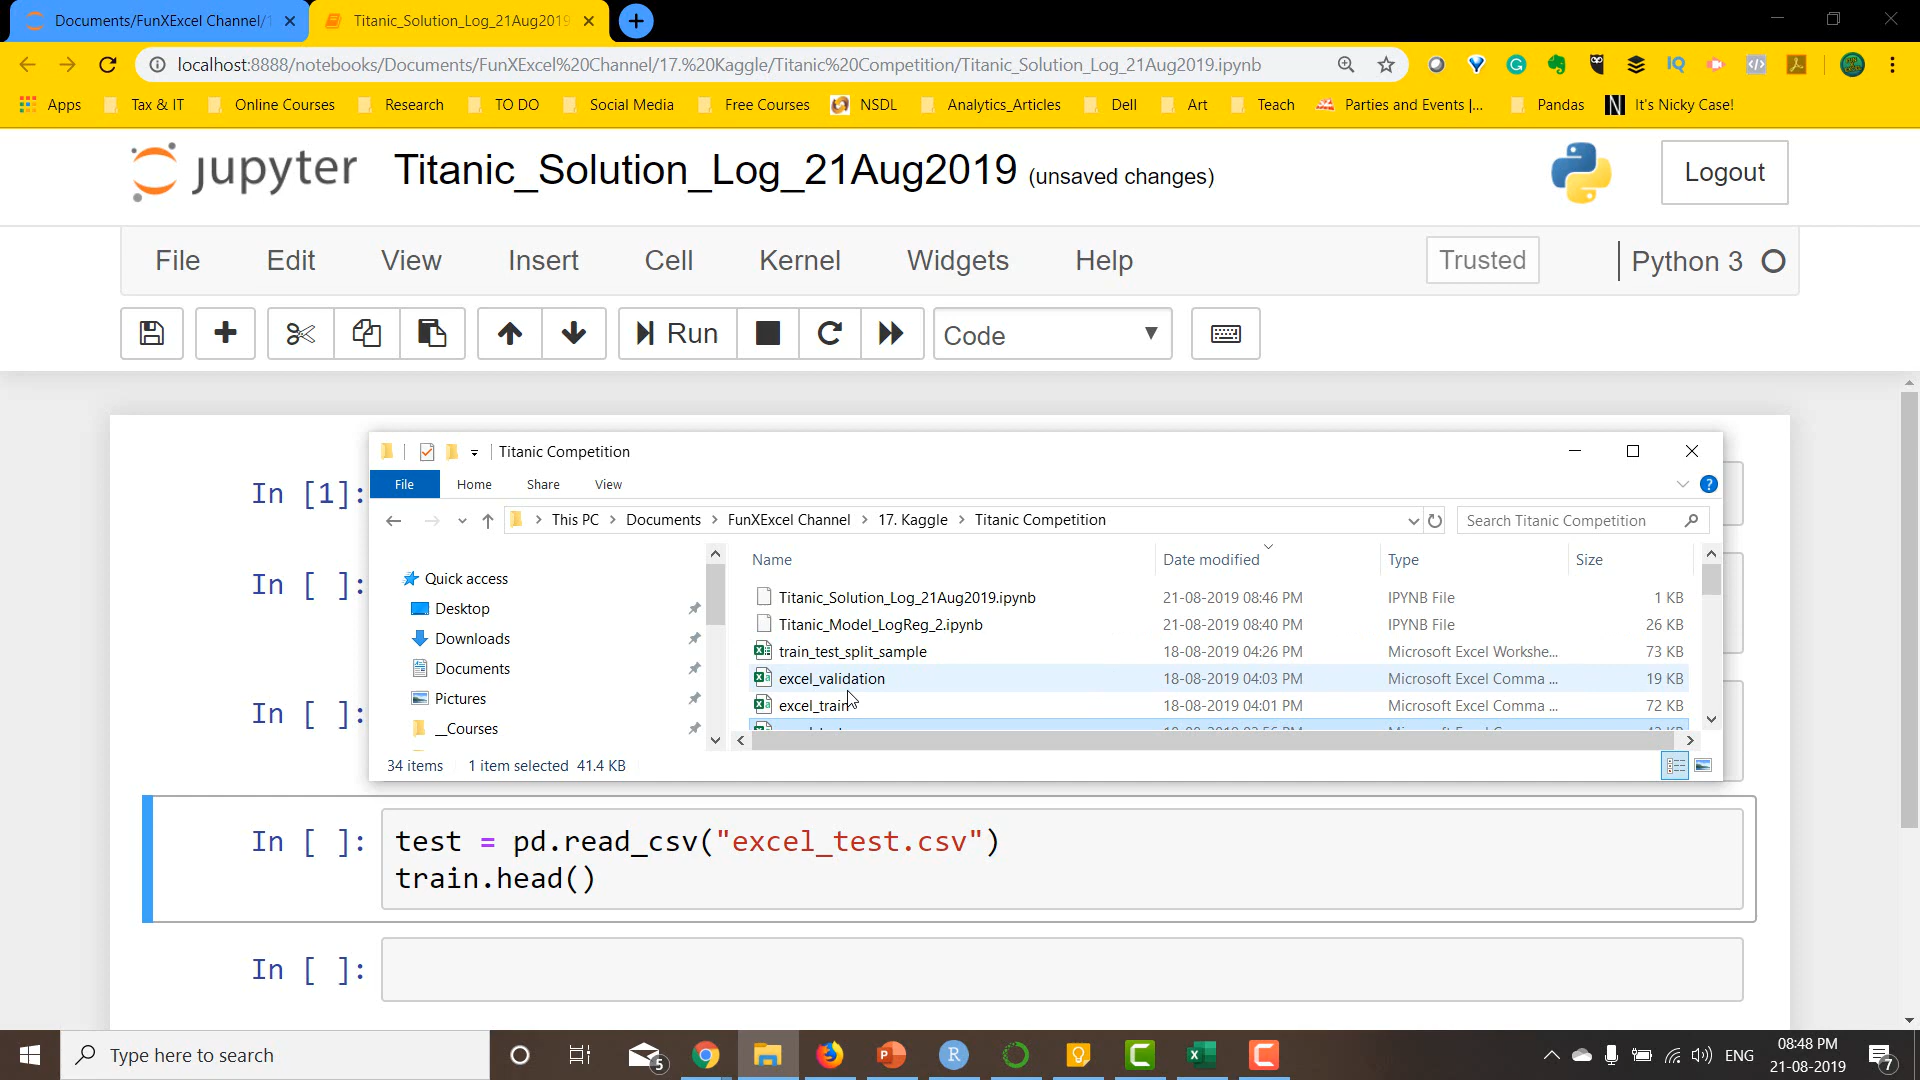 Documents/FunXExcel Channel/1
Titanic_Solution_Log_21Aug2019
localhost:8888/notebooks/Documents/FunXExcel%20Channel/17.%20Kaggle/Titanic%20Competition/Titanic_Solution_Log_21Aug2019.ipynb
Apps Tax & IT Online Courses Research TO DO Social Media Free Courses NSDL Analytics_Articles Dell Art Teach Parties and Events |... Pandas It's Nicky Case!
jupyter Titanic_Solution_Log_21Aug2019 (unsaved changes) Logout
File Edit View Insert Cell Kernel Widgets Help Trusted Python 3
Run Code
Titanic Competition
In [1]:
File Home Share View
This PC Documents FunXExcel Channel 17. Kaggle Titanic Competition Search Titanic Competition
Name Date modified Type Size
In [ ]:
Quick access
Desktop
Downloads
Documents
Pictures
__Courses
Titanic_Solution_Log_21Aug2019.ipynb 21-08-2019 08:46 PM IPYNB File 1 KB
Titanic_Model_LogReg_2.ipynb 21-08-2019 08:40 PM IPYNB File 26 KB
train_test_split_sample 18-08-2019 04:26 PM Microsoft Excel Workshe... 73 KB
excel_validation 18-08-2019 04:03 PM Microsoft Excel Comma ... 19 KB
excel_train 18-08-2019 04:01 PM Microsoft Excel Comma ... 72 KB
In [ ]:
34 items 1 item selected 41.4 KB
In [ ]: test = pd.read_csv("excel_test.csv")
train.head()
In [ ]:
Type here to search
5
ENG
08:48 PM
21-08-2019
7